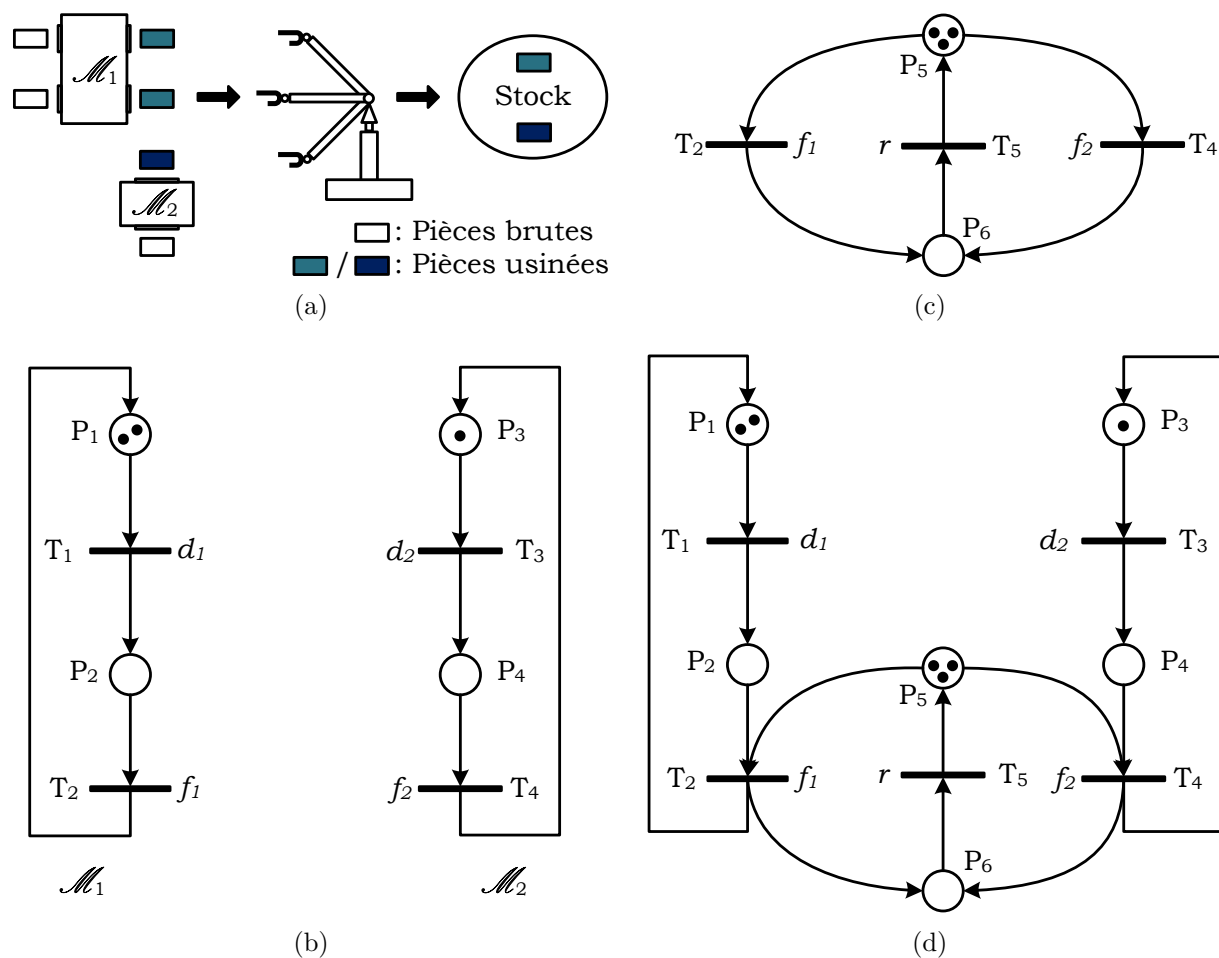 ℳ₁
Stock
ℳ₂
: Pièces brutes
/ : Pièces usinées
(a)
P₅
T₂ f₁ r T₅ f₂ T₄
P₆
(c)
P₁ P₃
T₁ d₁ d₂ T₃
P₂ P₄
T₂ f₁ f₂ T₄
ℳ₁ ℳ₂
(b)
P₁ P₃
T₁ d₁ d₂ T₃
P₂ P₄
P₅
T₂ f₁ r T₅ f₂ T₄
P₆
(d)